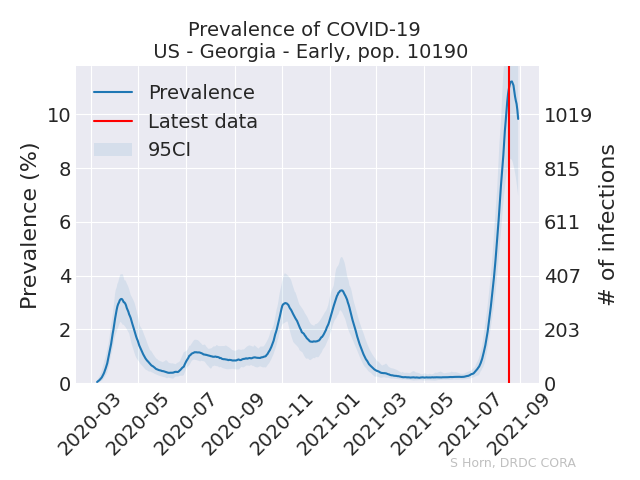 Prevalence of COVID-19
US - Georgia - Early, pop. 10190
Prevalence
Latest data
95CI
Prevalence (%)
10
8
6
4
2
0
1019
815
611
407
203
0
# of infections
2020-03
2020-05
2020-07
2020-09
2020-11
2021-01
2021-03
2021-05
2021-07
2021-09
S Horn, DRDC CORA